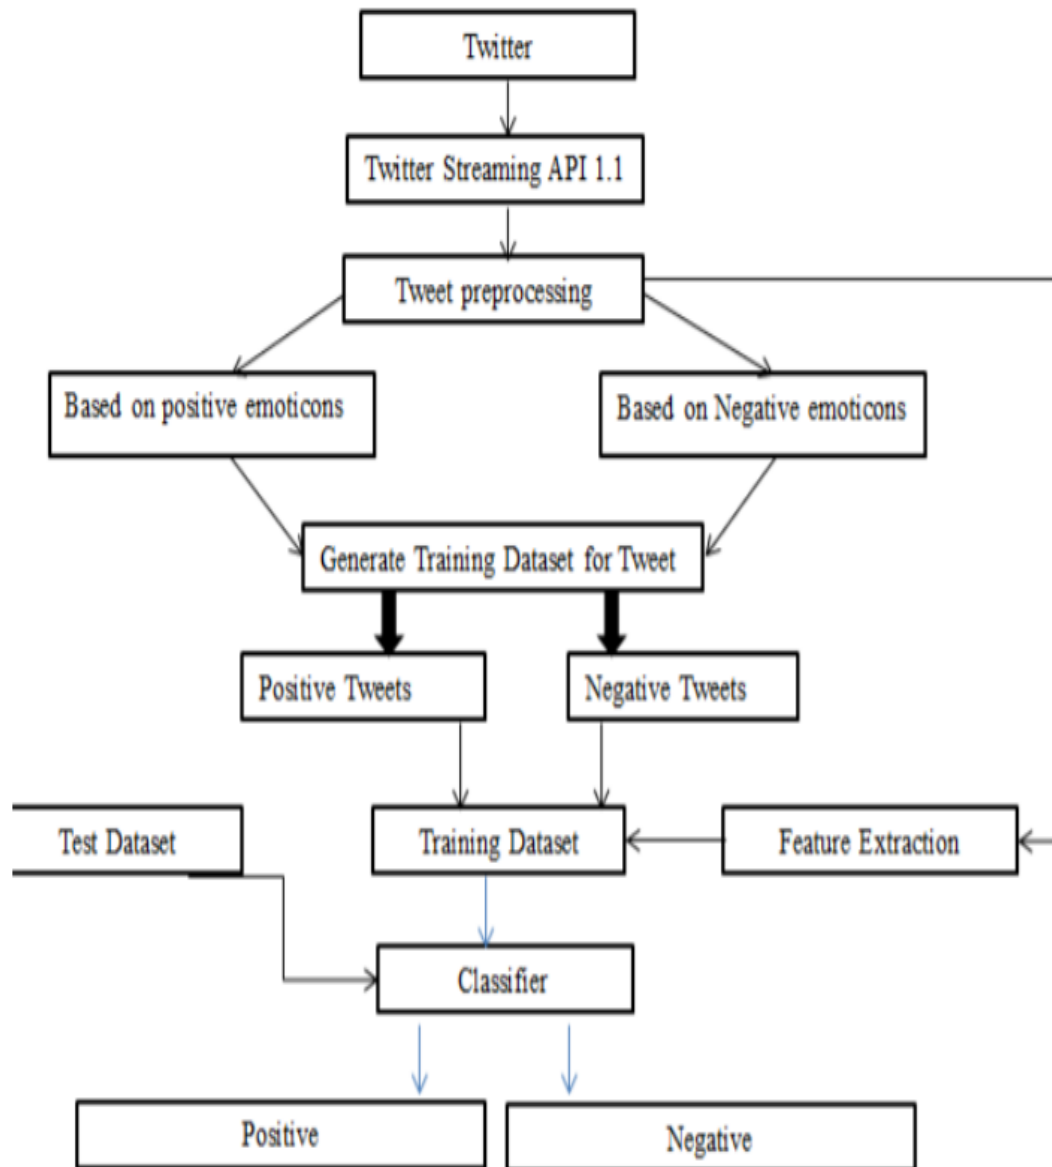 Twitter
Twitter Streaming API 1.1
Tweet preprocessing
Based on positive emoticons
Based on Negative emoticons
Generate Training Dataset for Tweet
Positive Tweets
Negative Tweets
Test Dataset
Training Dataset
Feature Extraction
Classifier
Positive
Negative